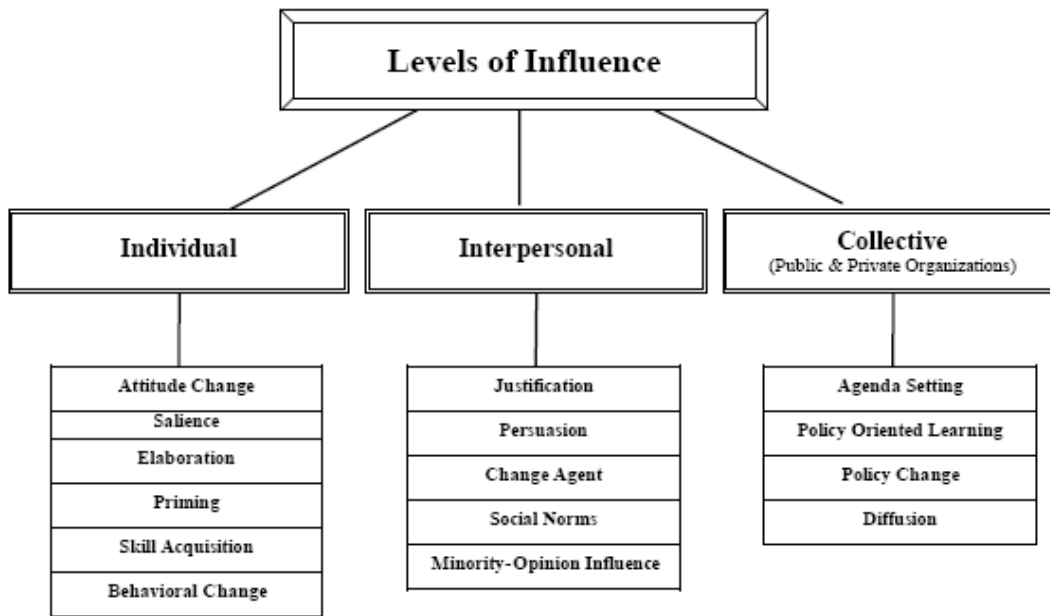 Levels of Influence
Individual
Interpersonal
Collective
(Public & Private Organizations)
Attitude Change
Salience
Elaboration
Priming
Skill Acquisition
Behavioral Change
Justification
Persuasion
Change Agent
Social Norms
Minority-Opinion Influence
Agenda Setting
Policy Oriented Learning
Policy Change
Diffusion